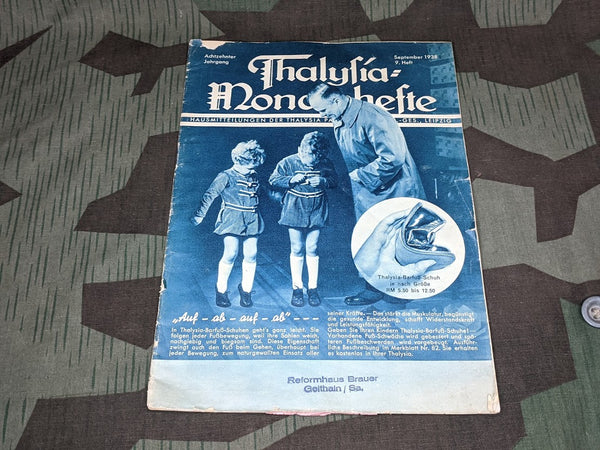 Achtzehnter
Jahrgang
September 1938
9. Heft
Thalysia-
Monatshefte
HAUSMITTEILUNGEN DER THALYSIA GES., LEIPZIG
Thalysia-Barfuß-Schuh
je nach Größe
RM 5.50 bis 12.50
„Auf - ab - auf - ab" - - -
In Thalysia-Barfuß-Schuhen geht's ganz leicht. Sie
folgen jeder Fußbewegung, weil ihre Sohlen weich,
nachgiebig und biegsam sind. Diese Eigenschaft
zwingt auch den Fuß beim Gehen, überhaupt bei
jeder Bewegung, zum naturgewollten Einsatz aller
seiner Kräfte. — Das stärkt die Muskulatur, begünstigt
die gesunde Entwicklung, schafft Widerstandskraft
und Leistungsfähigkeit.
Geben Sie Ihren Kindern Thalysia-Barfuß-Schuhe!
Vorhandene Fuß-Schwäche wird gebessert und späteren
teren Fußbeschwerden wird vorgebeugt. Ausführ-
liche Beschreibung im Merkblatt Nr. 82. Sie erhalten
es kostenlos in Ihrer Thalysia.
Reformhaus Brauer
Geithain / Sa.